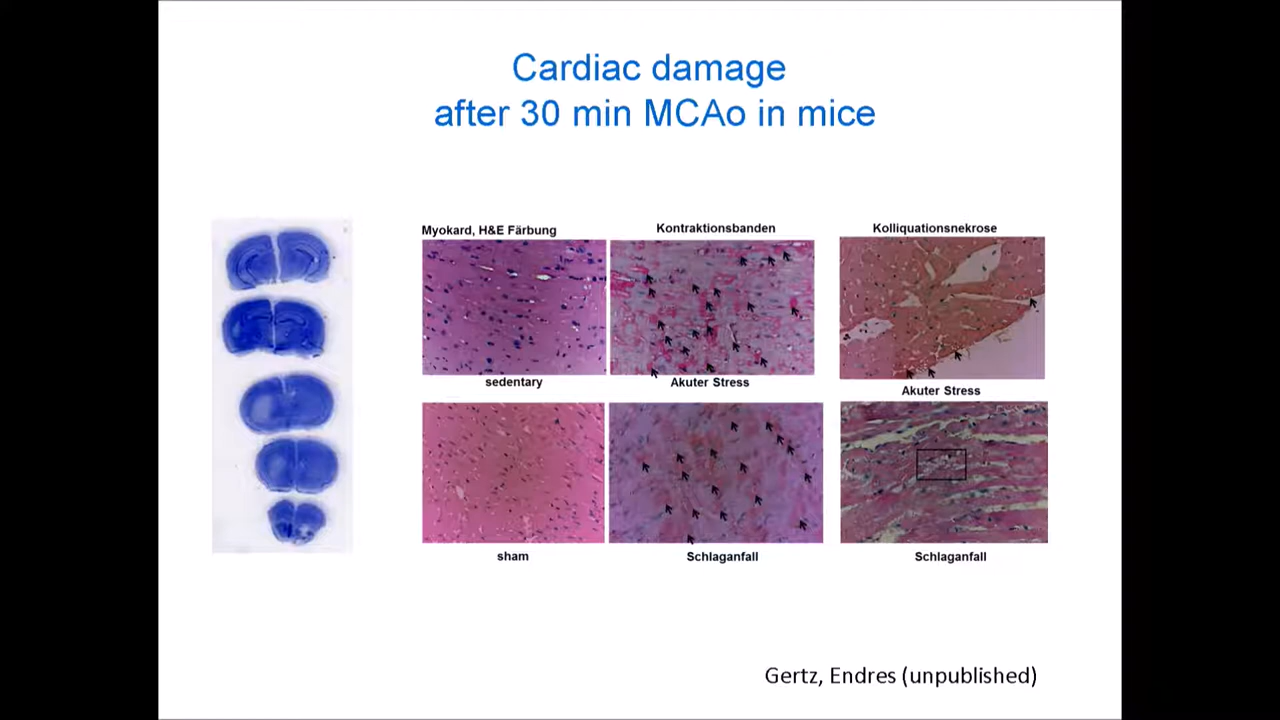 Cardiac damage
after 30 min MCAo in mice
Myokard, H&E Färbung
Kontraktionsbanden
Kolliquationsnekrose
sedentary
Akuter Stress
Akuter Stress
sham
Schlaganfall
Schlaganfall
Gertz, Endres (unpublished)